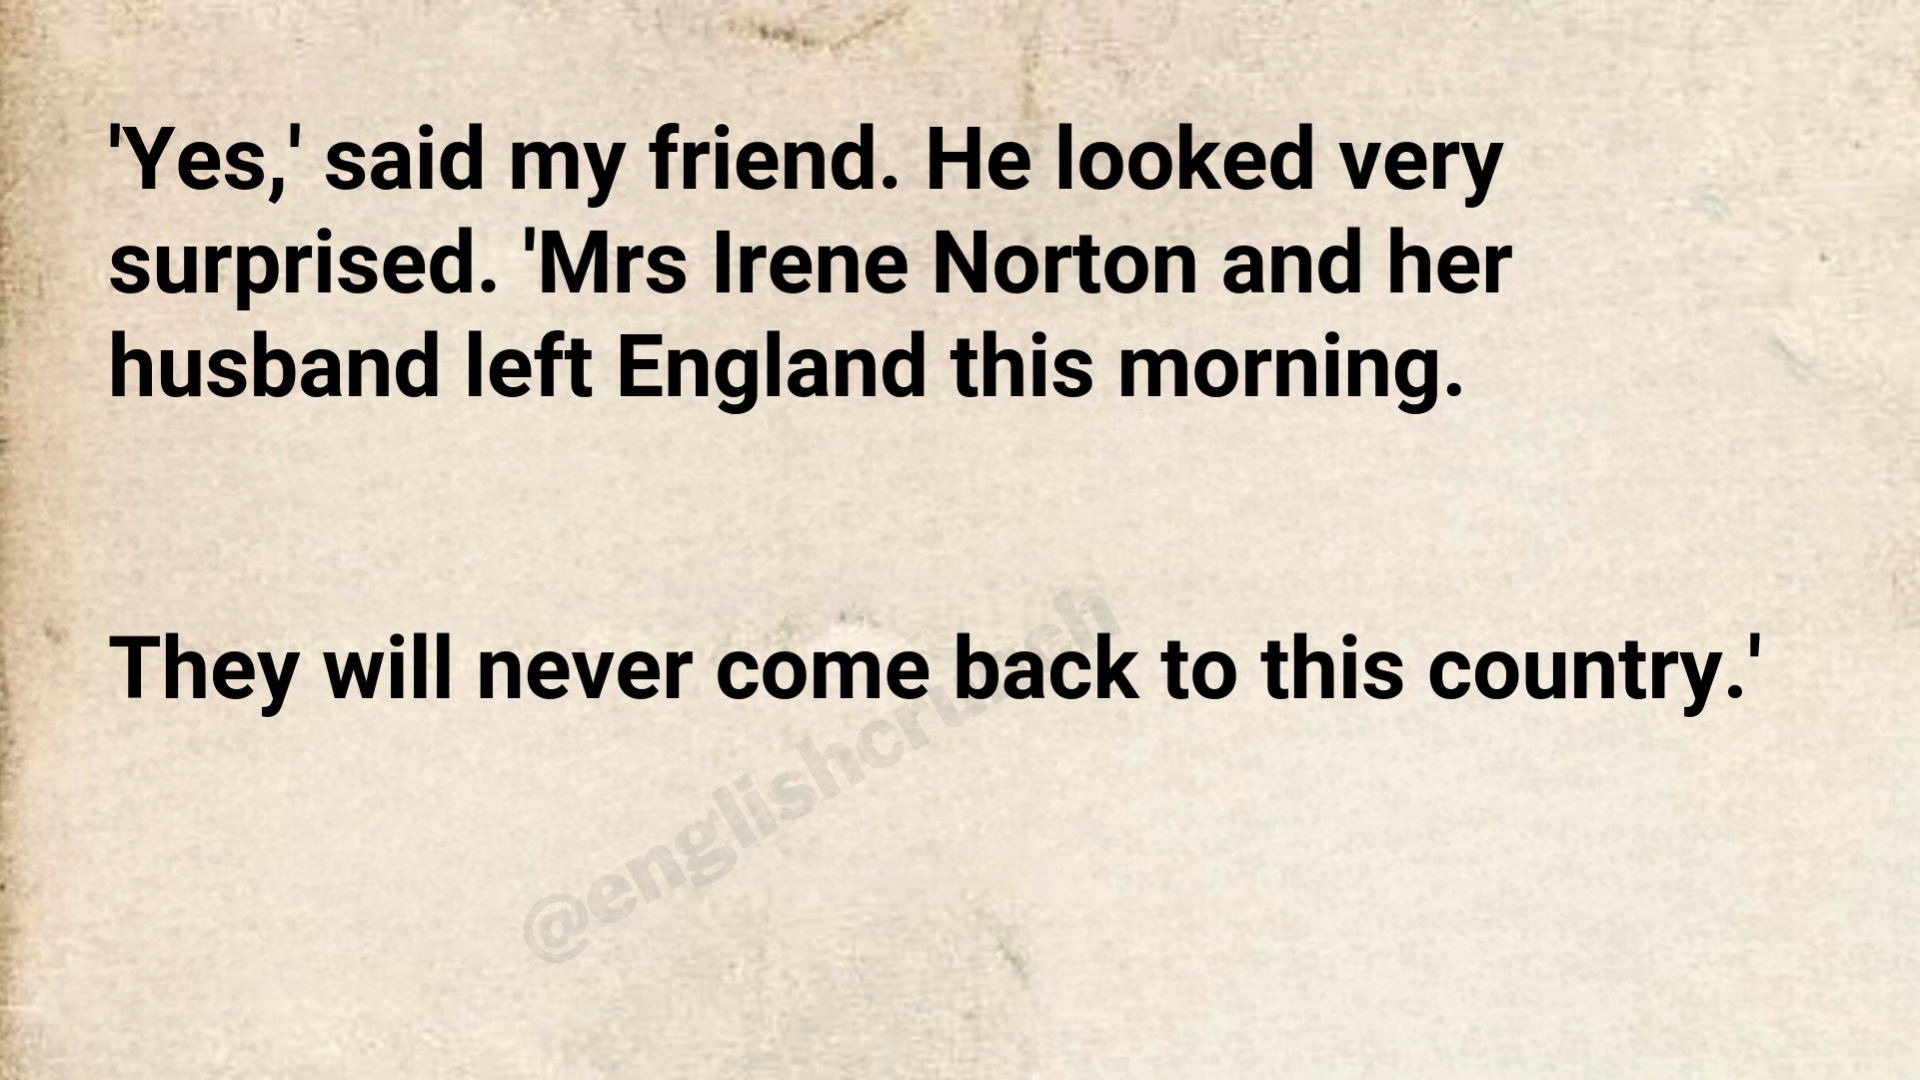 'Yes,' said my friend. He looked very
surprised. 'Mrs Irene Norton and her
husband left England this morning.
They will never come back to this country.'
@englishcrunch